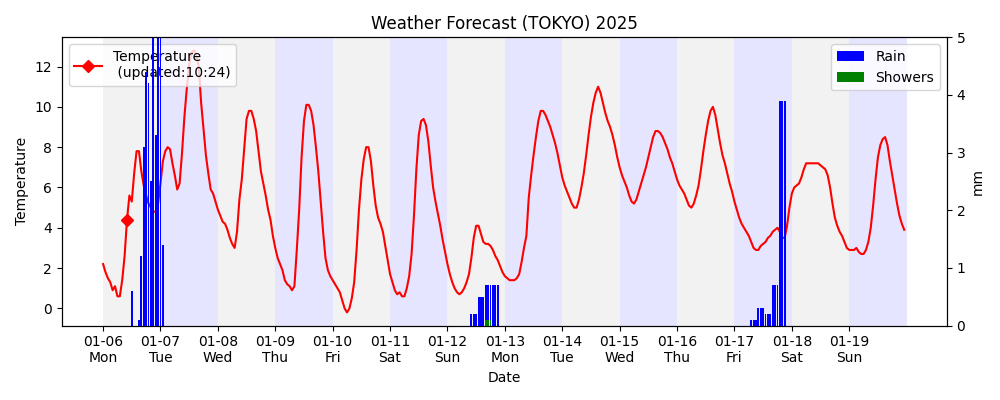 Weather Forecast (TOKYO) 2025
Temperature
(updated:10:24)
Rain
Showers
Temperature
12
10
8
6
4
2
0
5
4
3
2
1
0
mm
01-06 01-07 01-08 01-09 01-10 01-11 01-12 01-13 01-14 01-15 01-16 01-17 01-18 01-19
Mon Tue Wed Thu Fri Sat Sun Mon Tue Wed Thu Fri Sat Sun
Date